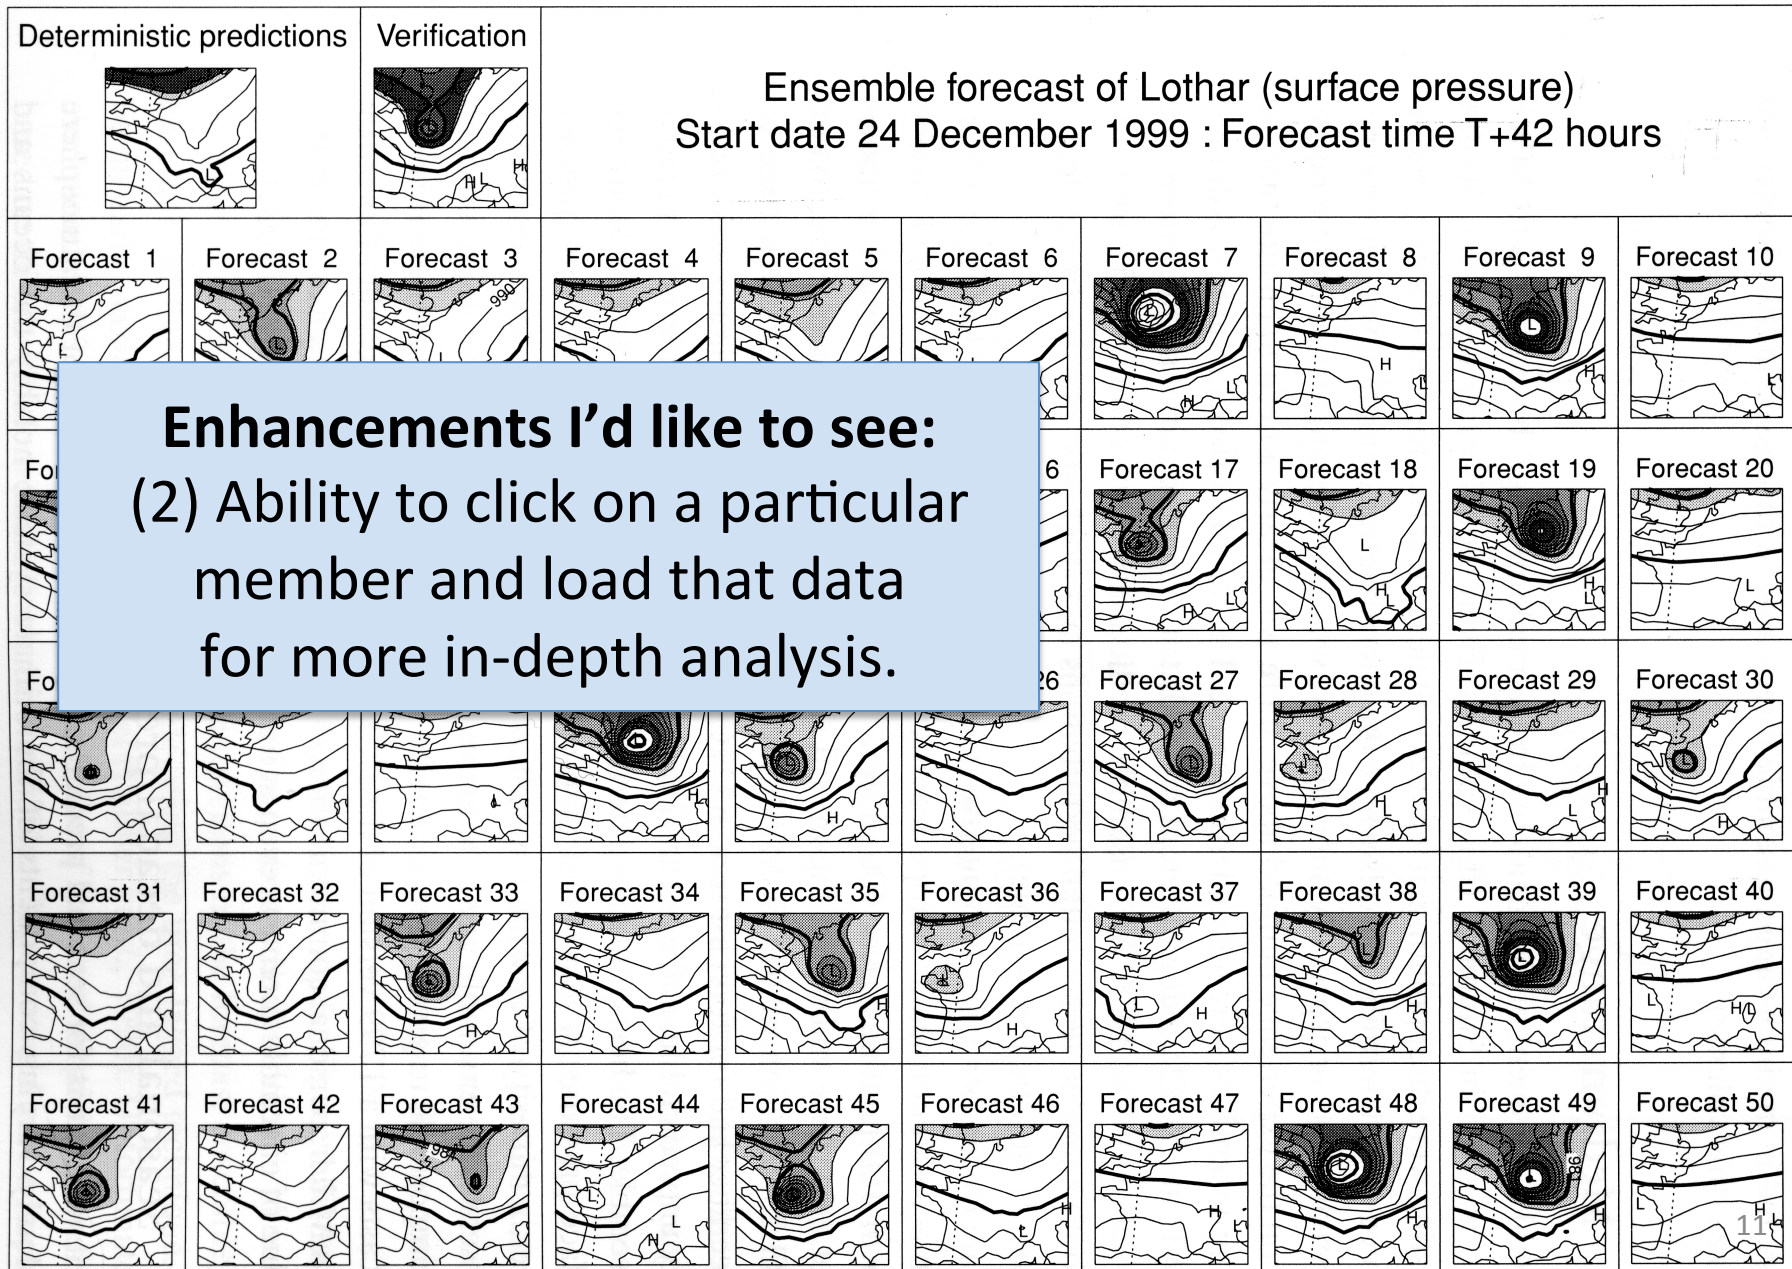 Deterministic predictions
Verification
Ensemble forecast of Lothar (surface pressure)
Start date 24 December 1999 : Forecast time T+42 hours
L
L
H L H
Forecast 1
Forecast 2
Forecast 3
Forecast 4
Forecast 5
Forecast 6
Forecast 7
Forecast 8
Forecast 9
Forecast 10
990
L
L
L
L
H
H
H
L
L
Enhancements I’d like to see:
(2) Ability to click on a particular
member and load that data
for more in-depth analysis.
Fo
6
Forecast 17
Forecast 18
Forecast 19
Forecast 20
L
H
L
H
L
H
L
L
Fo
26
Forecast 27
Forecast 28
Forecast 29
Forecast 30
L
L
H
H
L
L
H
L
L
H
L
H
Forecast 31
Forecast 32
Forecast 33
Forecast 34
Forecast 35
Forecast 36
Forecast 37
Forecast 38
Forecast 39
Forecast 40
L
L
H
L
H
L
H
L
H
L
H
L
L
H
L
H
Forecast 41
Forecast 42
Forecast 43
Forecast 44
Forecast 45
Forecast 46
Forecast 47
Forecast 48
Forecast 49
Forecast 50
L
L
L
H
L
H
L
H
L
L
H
981
H
L
H
L
11